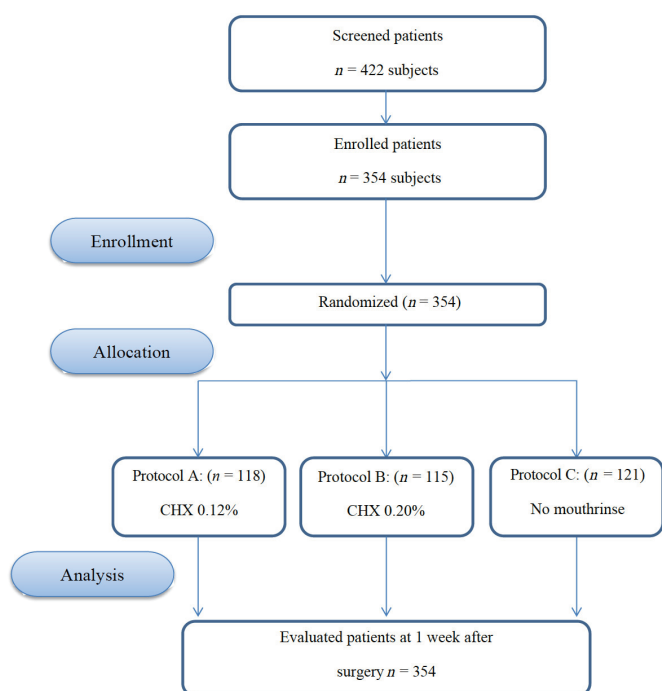 Screened patients
n = 422 subjects
Enrolled patients
n = 354 subjects
Enrollment
Randomized (n = 354)
Allocation
Protocol A: (n = 118)
CHX 0.12%
Protocol B: (n = 115)
CHX 0.20%
Protocol C: (n = 121)
No mouthrinse
Analysis
Evaluated patients at 1 week after
surgery n = 354